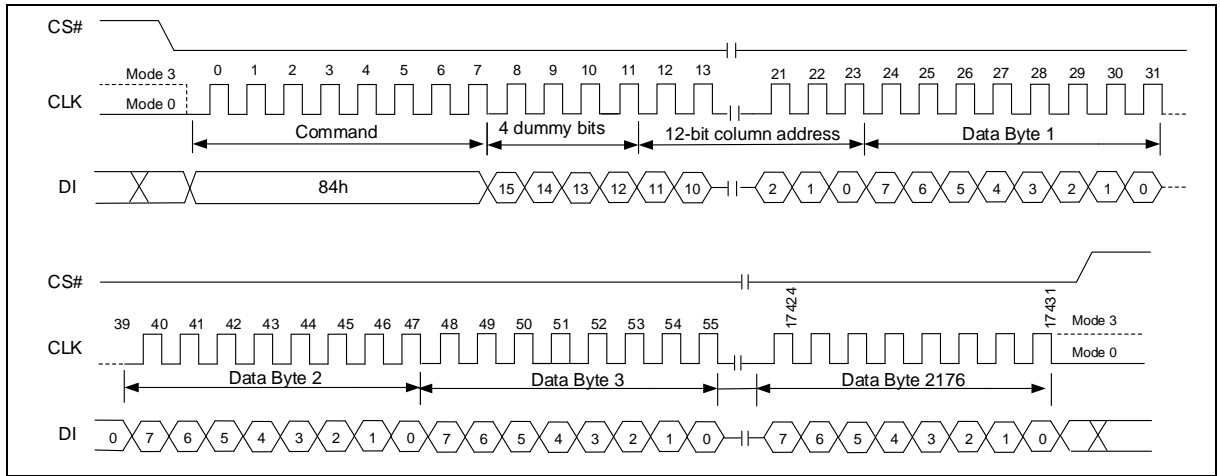 CS#
Mode 3
0 1 2 3 4 5 6 7 8 9 10 11 12 13 21 22 23 24 25 26 27 28 29 30 31
CLK
Mode 0
Command
4 dummy bits
12-bit column address
Data Byte 1
DI
84h
15 14 13 12 11 10 2 1 0 7 6 5 4 3 2 1 0
CS#
39 40 41 42 43 44 45 46 47 48 49 50 51 52 53 54 55 17424 17431
Mode 3
CLK
Mode 0
Data Byte 2
Data Byte 3
Data Byte 2176
DI
0 7 6 5 4 3 2 1 0 7 6 5 4 3 2 1 0 7 6 5 4 3 2 1 0